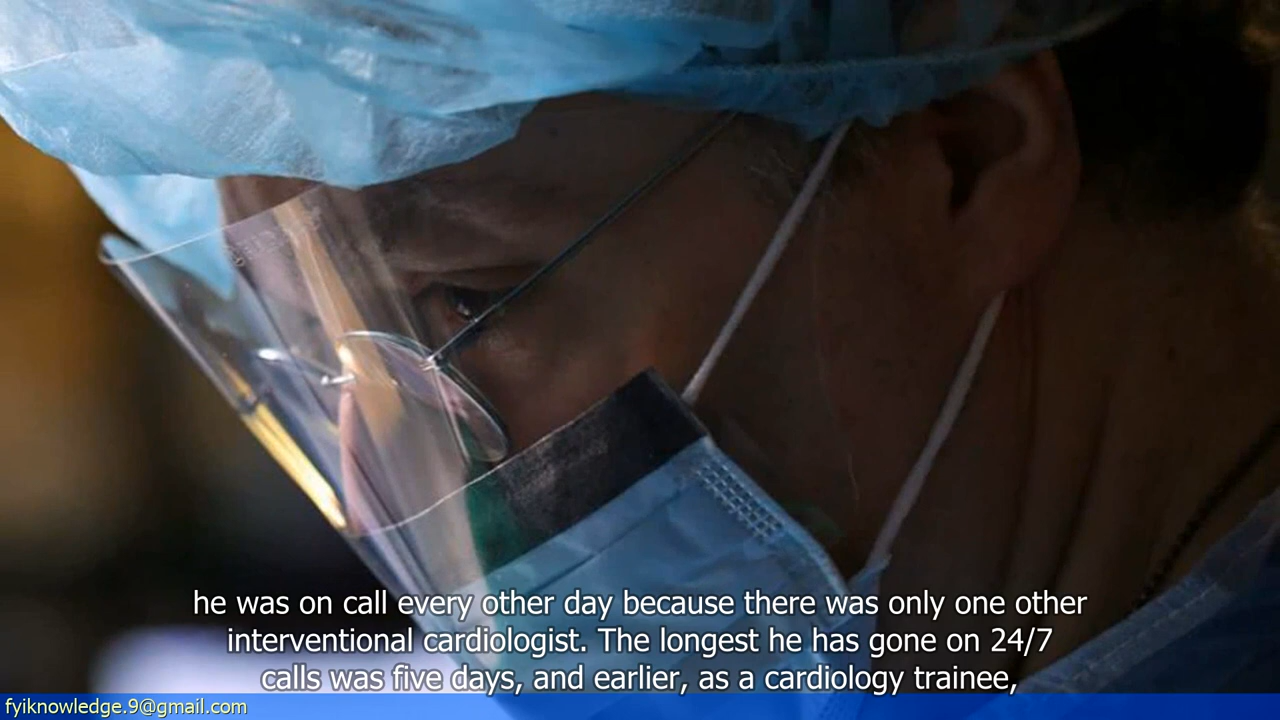 he was on call every other day because there was only one other
interventional cardiologist. The longest he has gone on 24/7
calls was five days, and earlier, as a cardiology trainee,
fyiknowledge.9@gmail.com